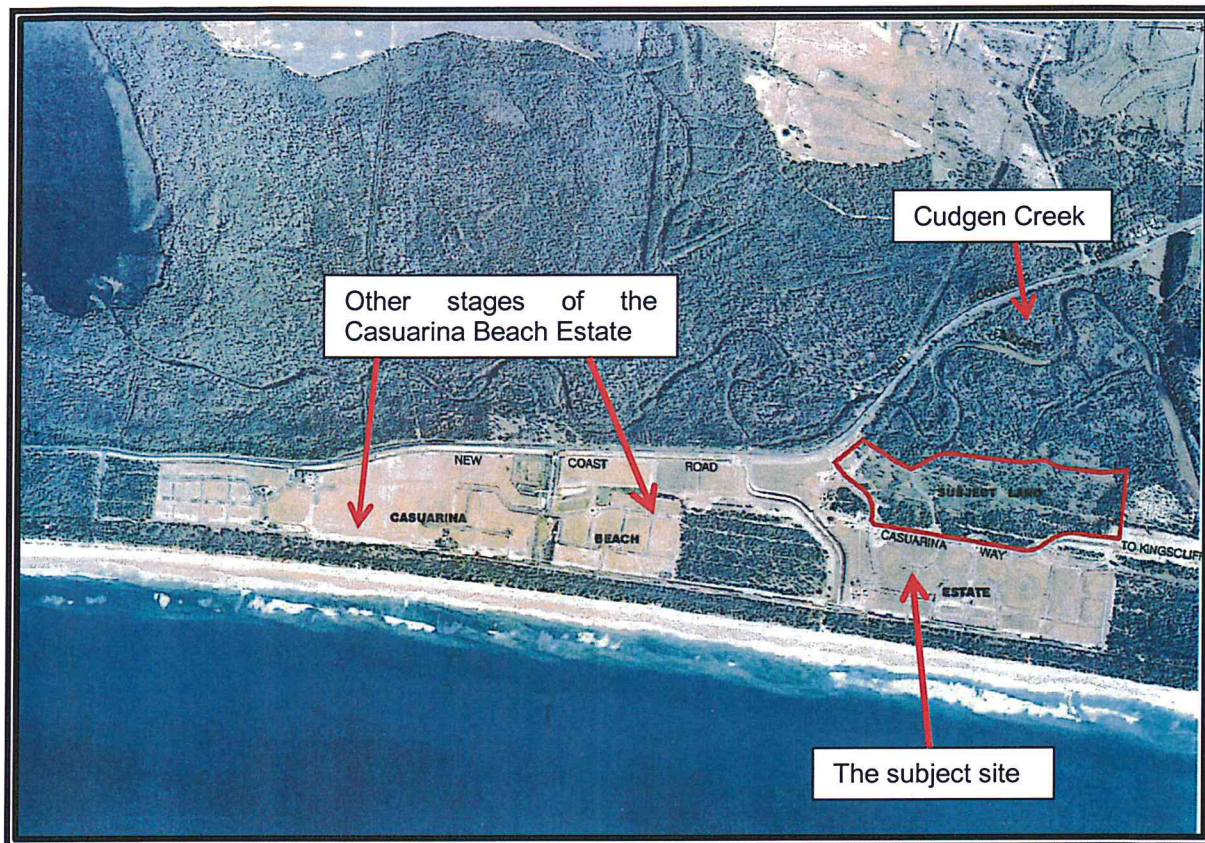 Cudgen Creek
Other stages of the
Casuarina Beach Estate
NEW COAST ROAD
SUBJECT LAND
CASUARINA BEACH
CASUARINA WAY
TO KINGSCLIFF
ESTATE
The subject site